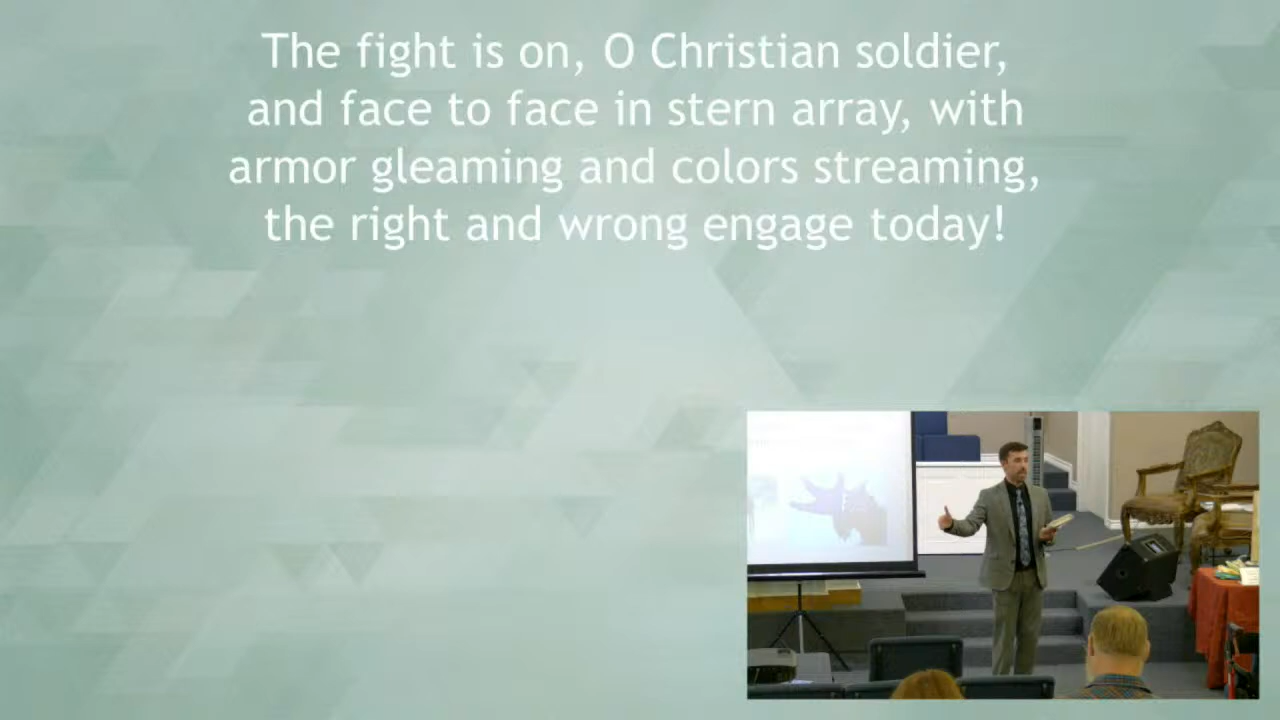 The fight is on, O Christian soldier,
and face to face in stern array, with
armor gleaming and colors streaming,
the right and wrong engage today!